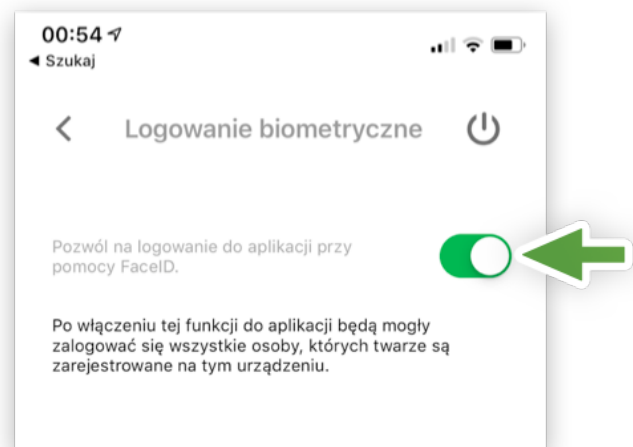 00:54
◀ Szukaj
Logowanie biometryczne
Pozwól na logowanie do aplikacji przy
pomocy FaceID.
Po włączeniu tej funkcji do aplikacji będą mogły
zalogować się wszystkie osoby, których twarze są
zarejestrowane na tym urządzeniu.